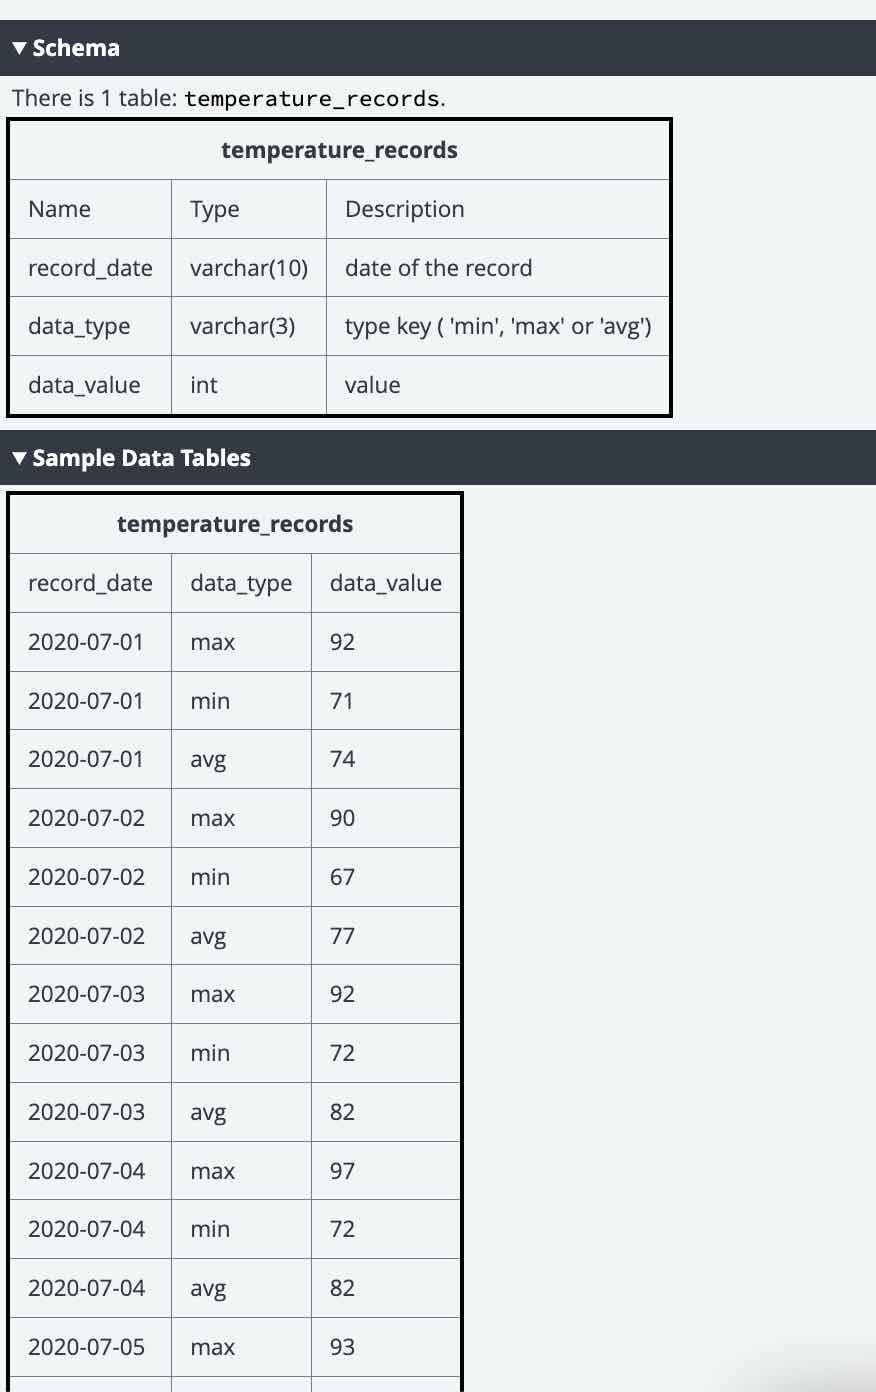 ▼ Schema
There is 1 table: temperature_records.
temperature_records
Name Type Description
record_date varchar(10) date of the record
data_type varchar(3) type key ( 'min', 'max' or 'avg')
data_value int value
▼ Sample Data Tables
temperature_records
record_date data_type data_value
2020-07-01 max 92
2020-07-01 min 71
2020-07-01 avg 74
2020-07-02 max 90
2020-07-02 min 67
2020-07-02 avg 77
2020-07-03 max 92
2020-07-03 min 72
2020-07-03 avg 82
2020-07-04 max 97
2020-07-04 min 72
2020-07-04 avg 82
2020-07-05 max 93